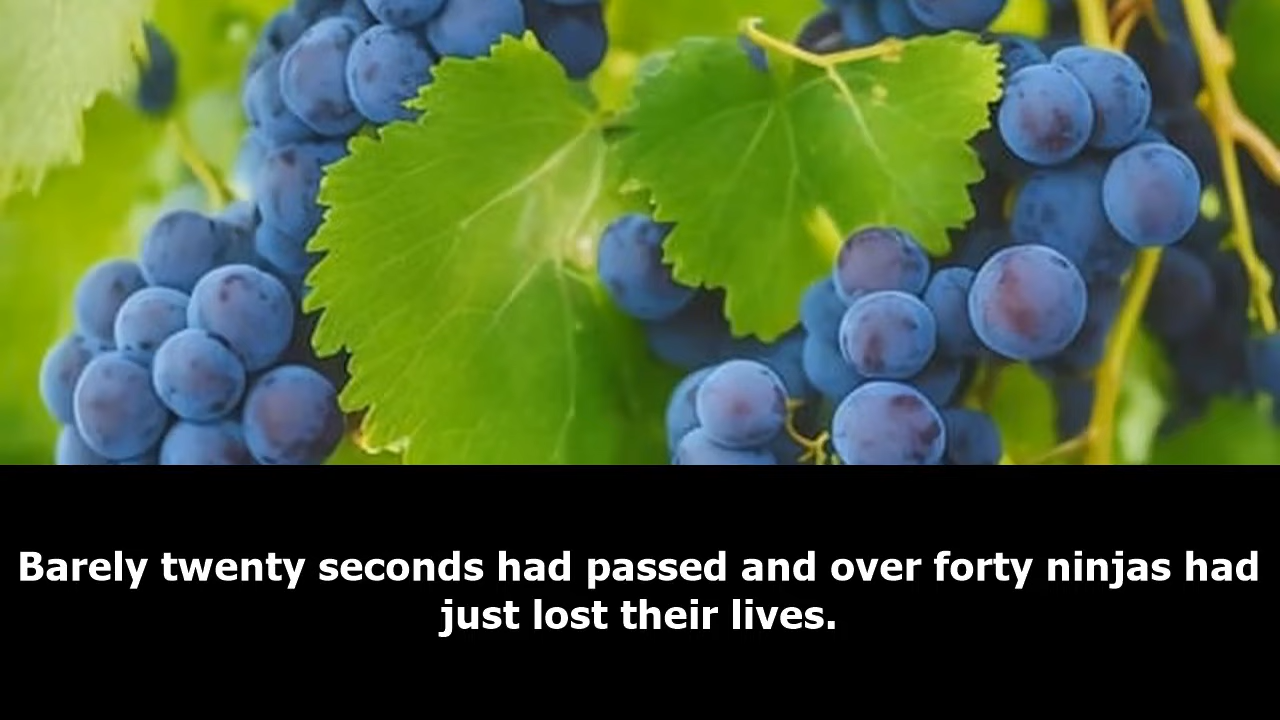 Barely twenty seconds had passed and over forty ninjas had
just lost their lives.